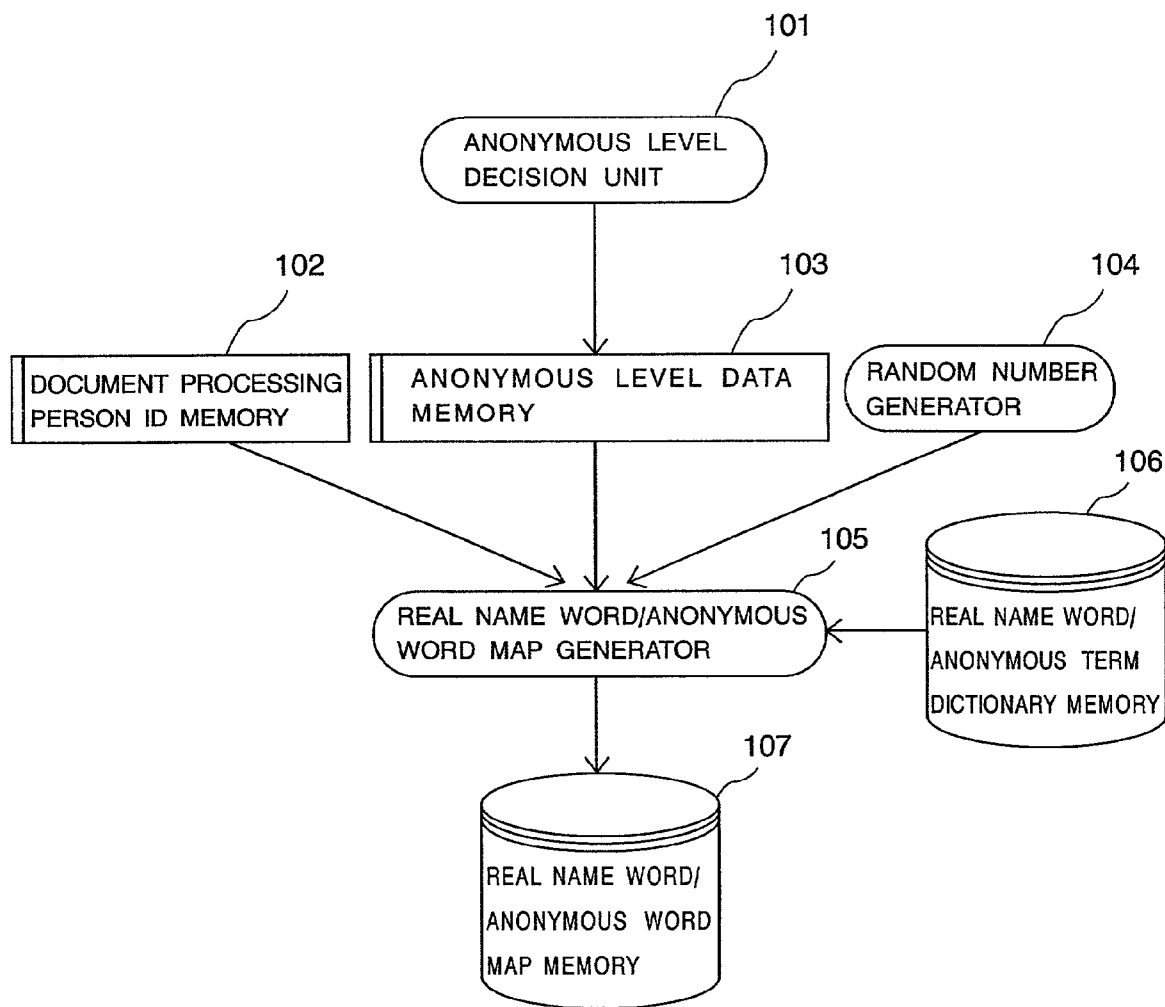 101
ANONYMOUS LEVEL
DECISION UNIT
102
103
104
DOCUMENT PROCESSING
PERSON ID MEMORY
ANONYMOUS LEVEL DATA
MEMORY
RANDOM NUMBER
GENERATOR
105
106
REAL NAME WORD/ANONYMOUS
WORD MAP GENERATOR
REAL NAME WORD/
ANONYMOUS TERM
DICTIONARY MEMORY
107
REAL NAME WORD/
ANONYMOUS WORD
MAP MEMORY